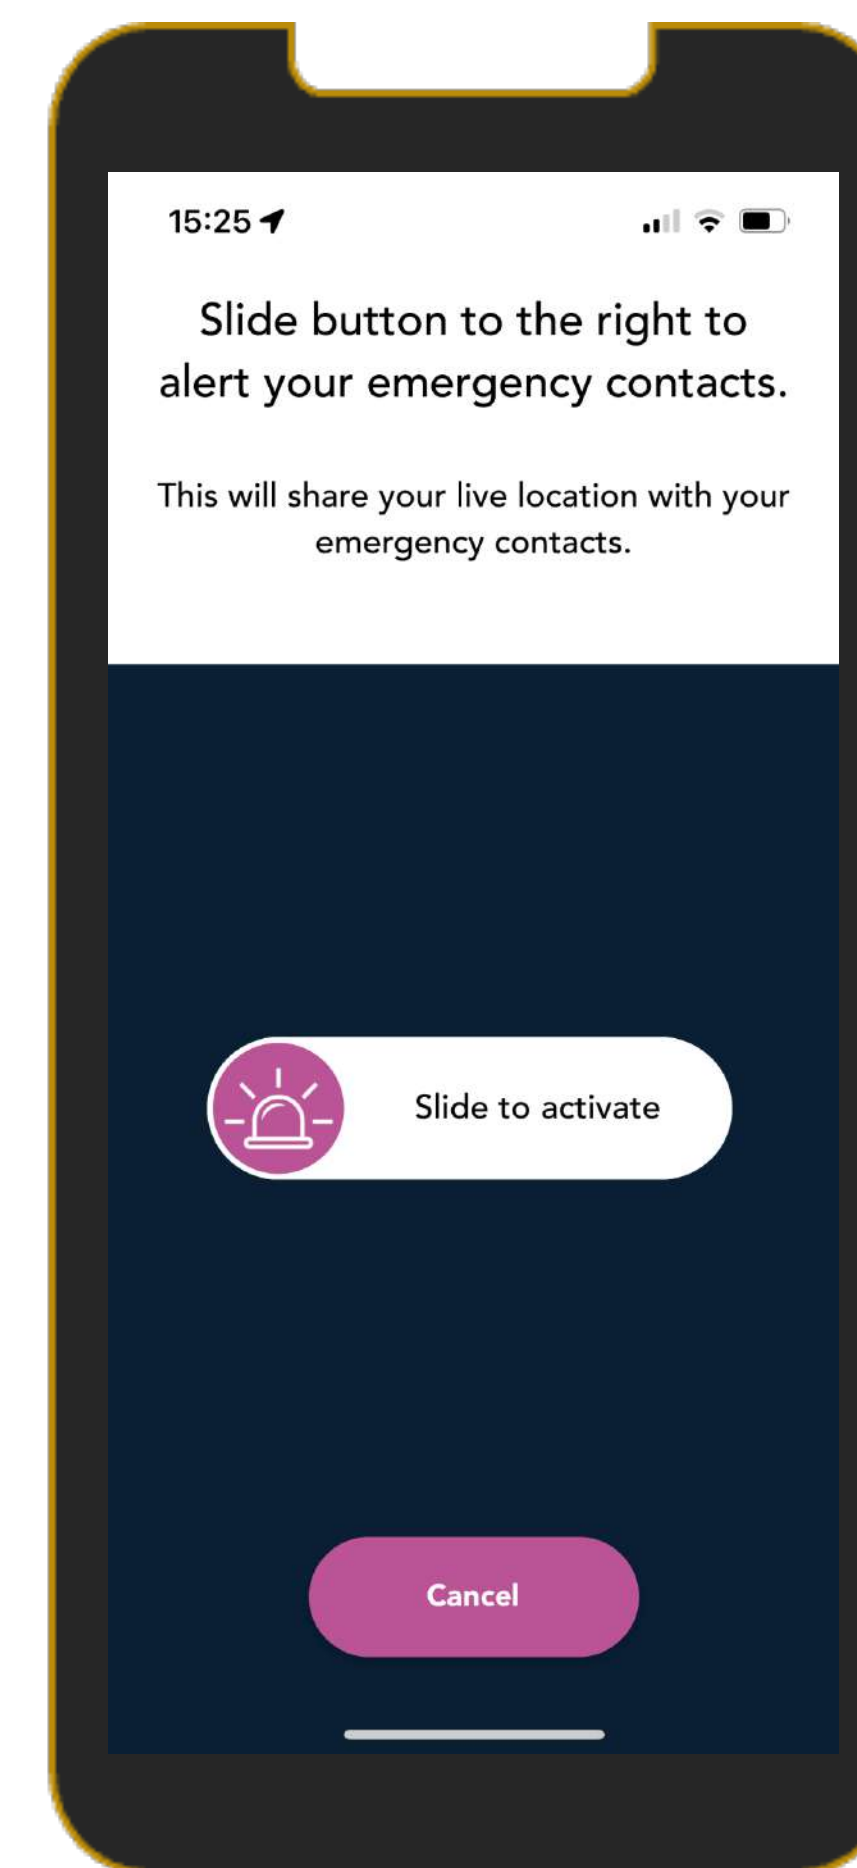 15:25
Slide button to the right to
alert your emergency contacts.
This will share your live location with your
emergency contacts.
Slide to activate
Cancel